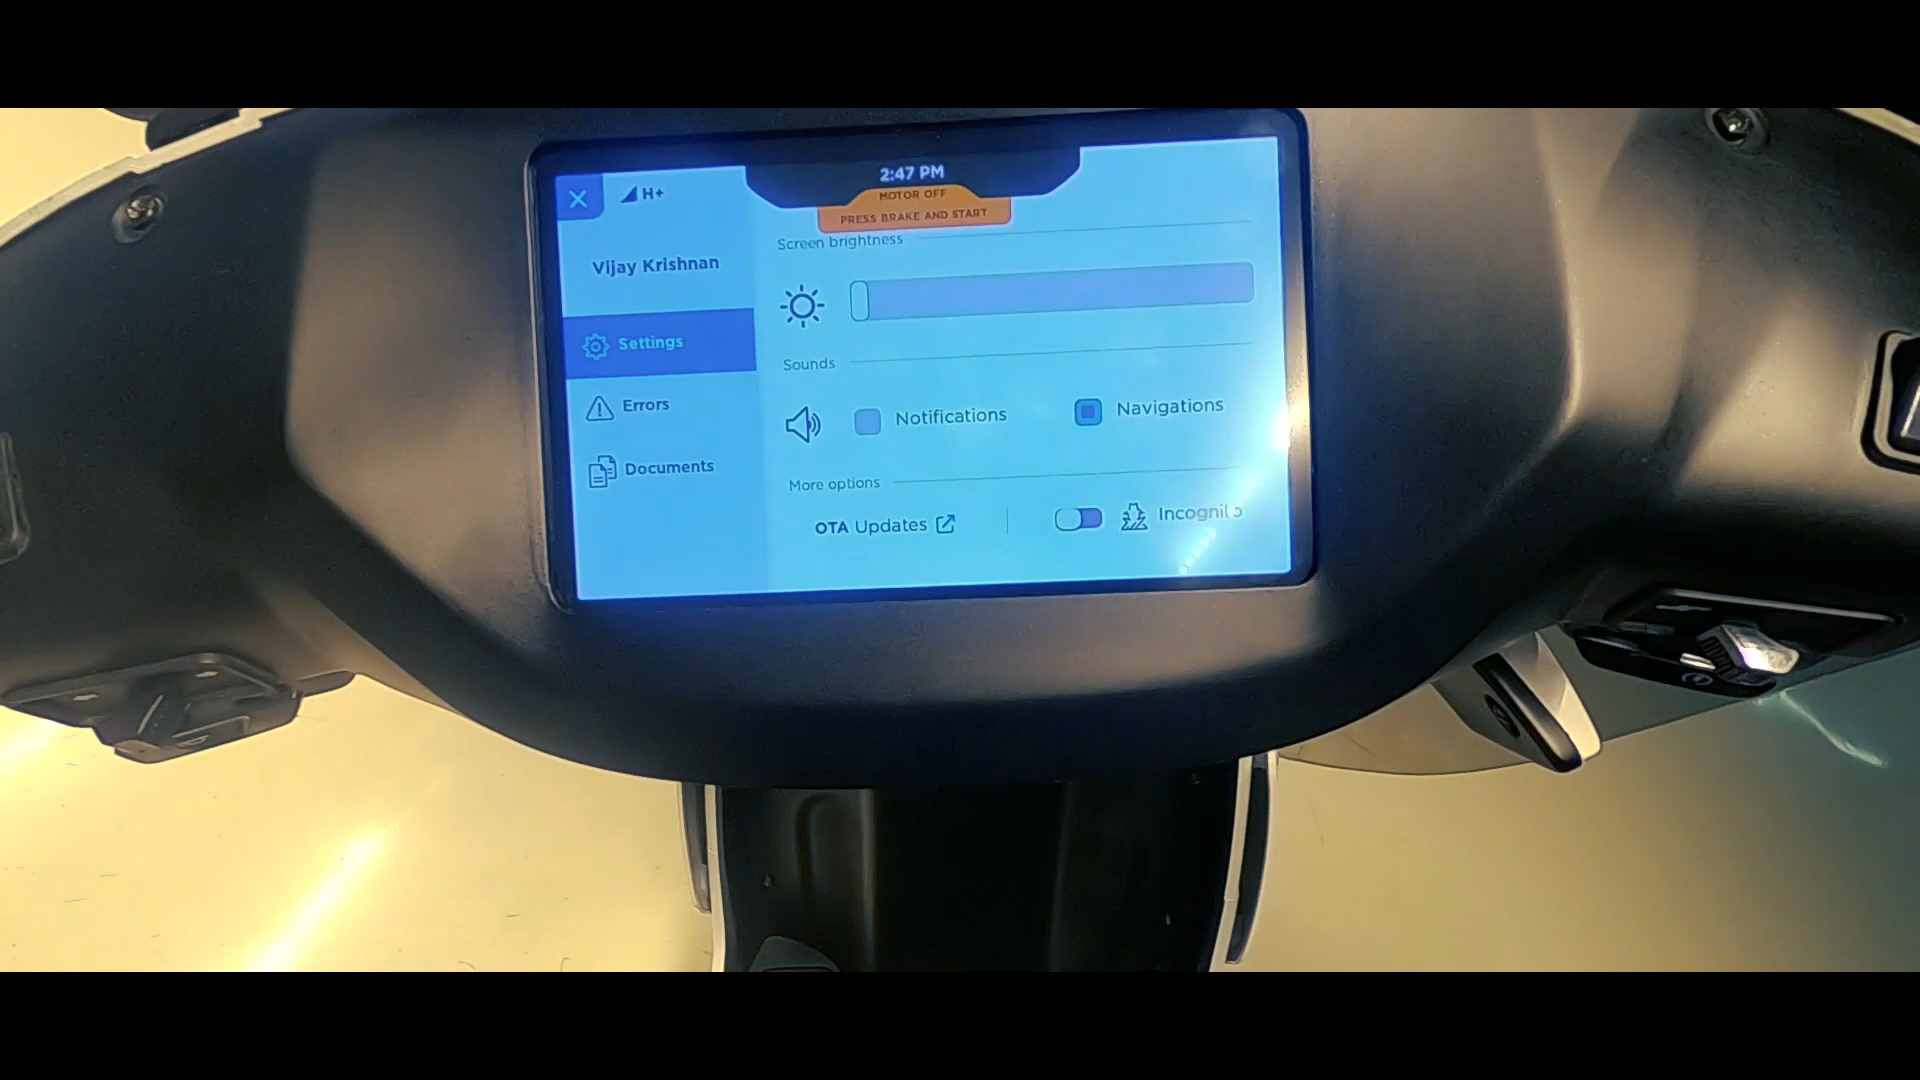 2:47 PM
H+
MOTOR OFF
PRESS BRAKE AND START
Vijay Krishnan
Settings
Errors
Documents
Screen brightness
Sounds
Notifications
Navigations
More options
OTA Updates
Incognito